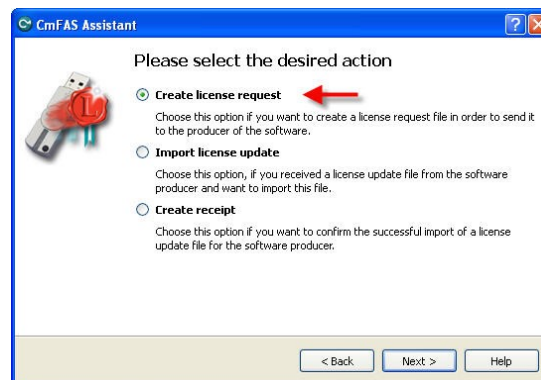 CmFAS Assistant
Please select the desired action
Create license request
Choose this option if you want to create a license request file in order to send it
to the producer of the software.
Import license update
Choose this option, if you received a license update file from the software
producer and want to import this file.
Create receipt
Choose this option if you want to confirm the successful import of a license
update file for the software producer.
< Back
Next >
Help